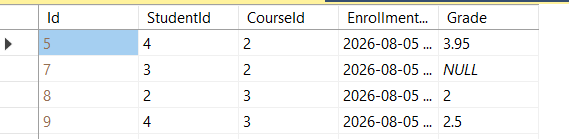 Id StudentId CourseId Enrollment... Grade
5 4 2 2026-08-05 ... 3.95
7 3 2 2026-08-05 ... NULL
8 2 3 2026-08-05 ... 2
9 4 3 2026-08-05 ... 2.5